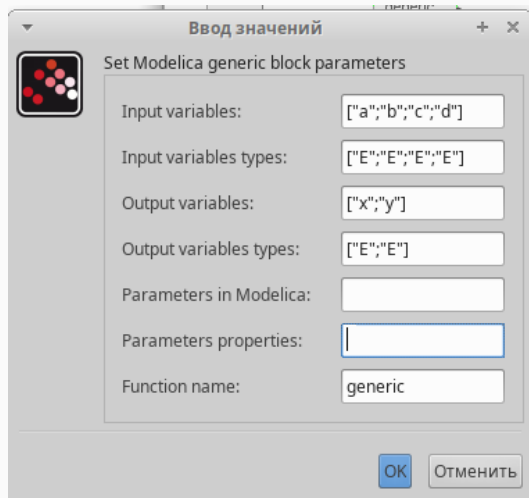 generic
Ввод значений
Set Modelica generic block parameters
Input variables: ["a";"b";"c";"d"]
Input variables types: ["E";"E";"E";"E"]
Output variables: ["x";"y"]
Output variables types: ["E";"E"]
Parameters in Modelica:
Parameters properties:
Function name: generic
OK Отменить